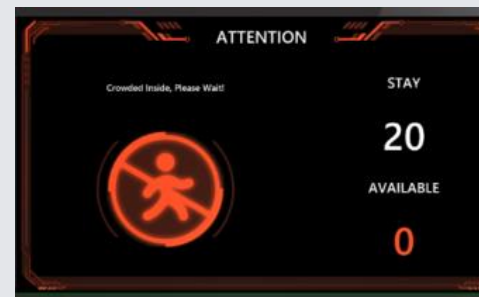 ATTENTION
Crowded Inside, Please Wait!
STAY
20
AVAILABLE
0